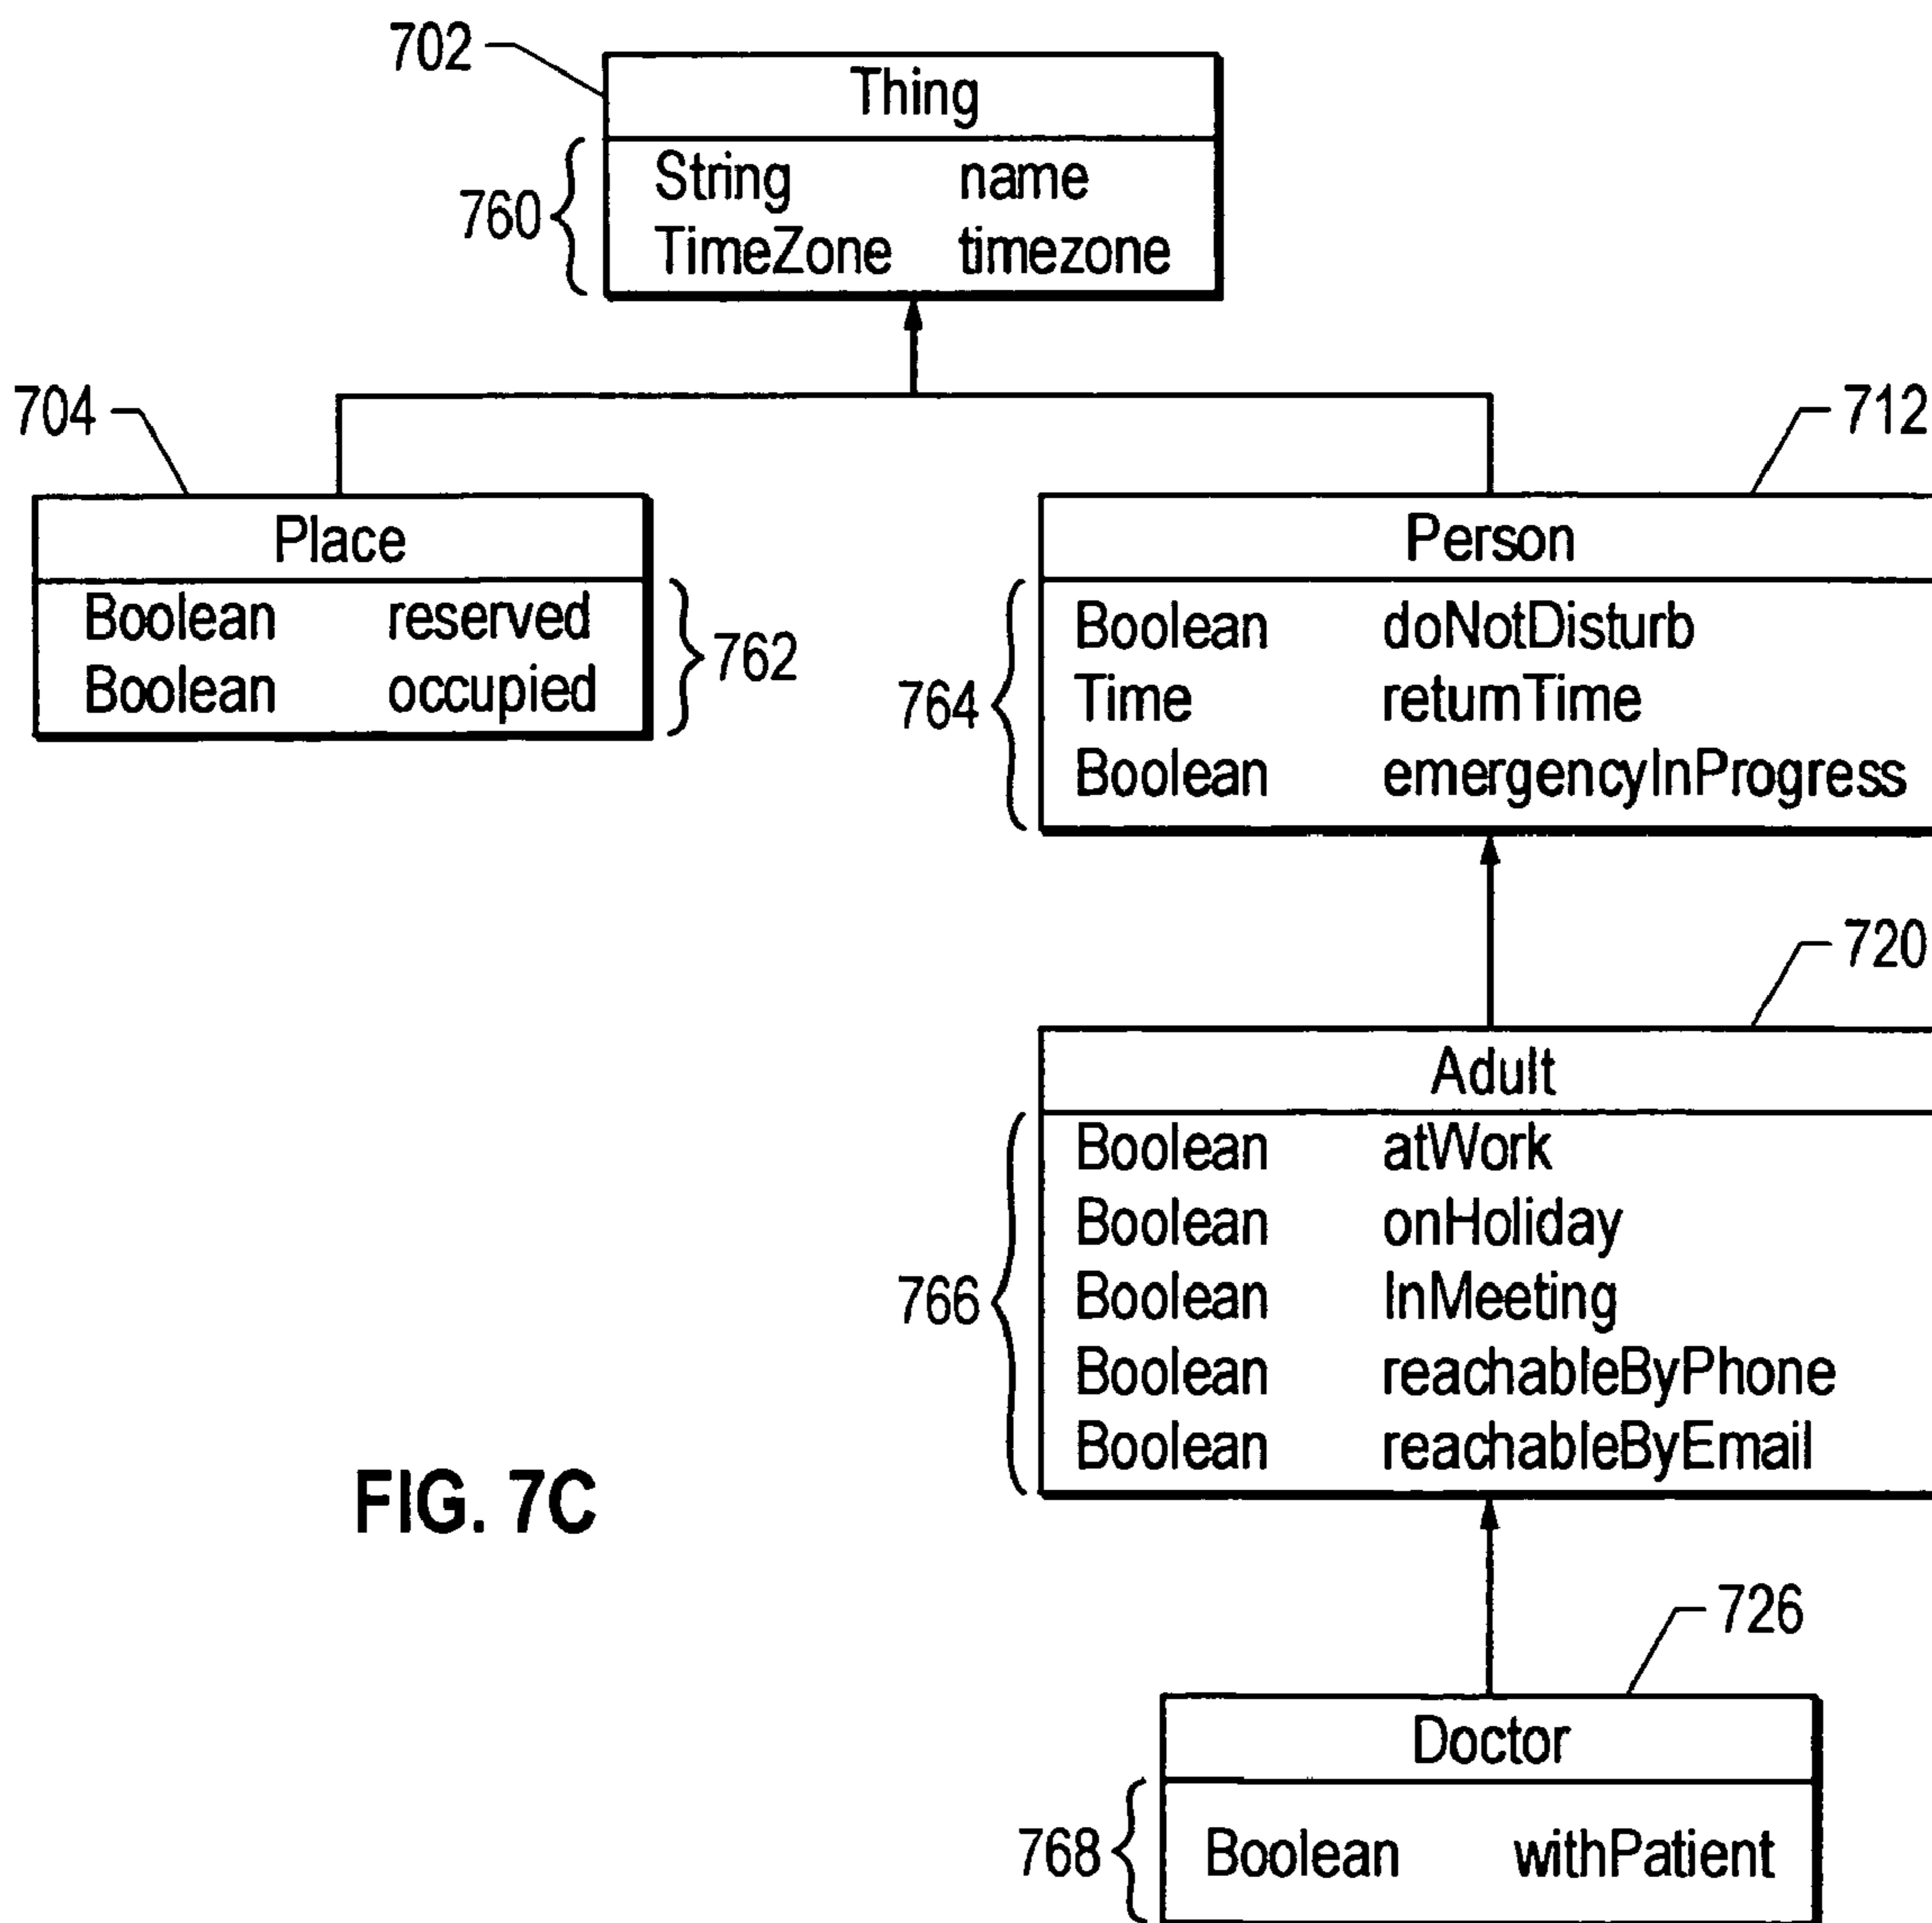 702
Thing
760
String name
TimeZone timezone
704
712
Place
Boolean reserved
Boolean occupied
762
Person
764
Boolean doNotDisturb
Time returnTime
Boolean emergencyInProgress
720
Adult
766
Boolean atWork
Boolean onHoliday
Boolean InMeeting
Boolean reachableByPhone
Boolean reachableByEmail
FIG. 7C
726
Doctor
768
Boolean withPatient